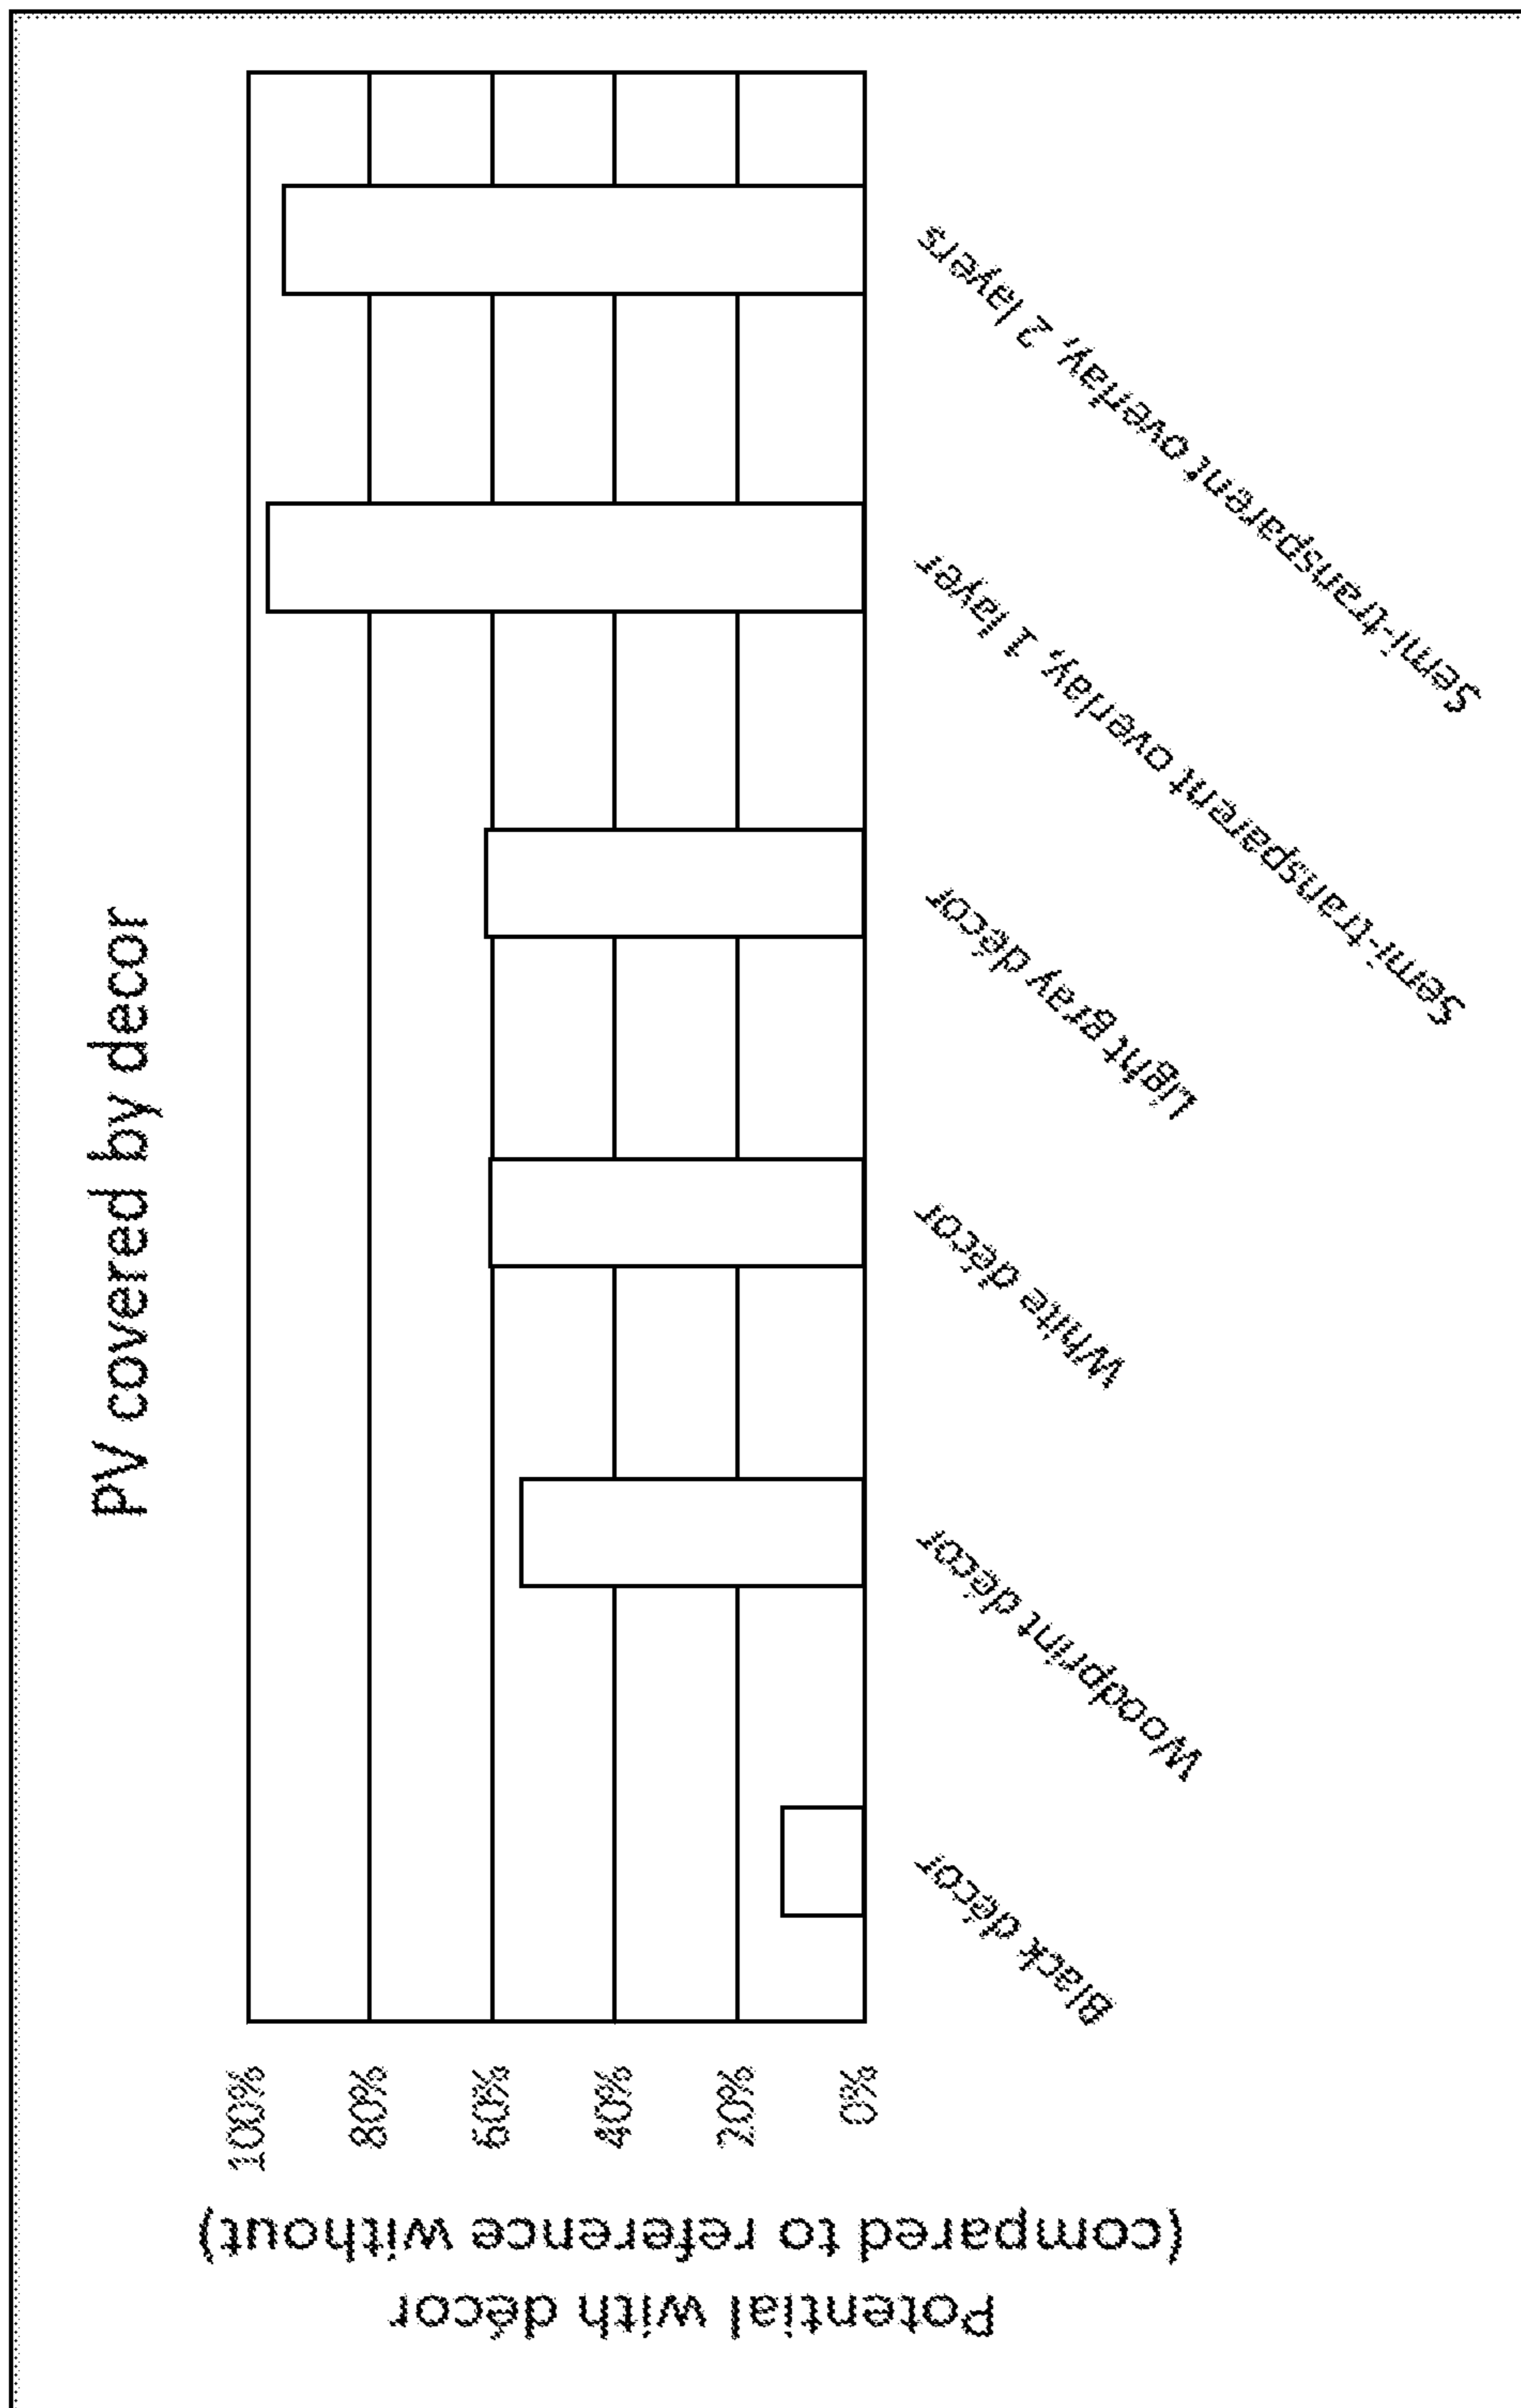 PV covered by decor
Potential with décor
(compared to reference without)
100%
80%
60%
40%
20%
0%
Black décor
Woodprint décor
White décor
Light gray décor
Semi-transparent overlay, 1 layer
Semi-transparent overlay, 2 layers